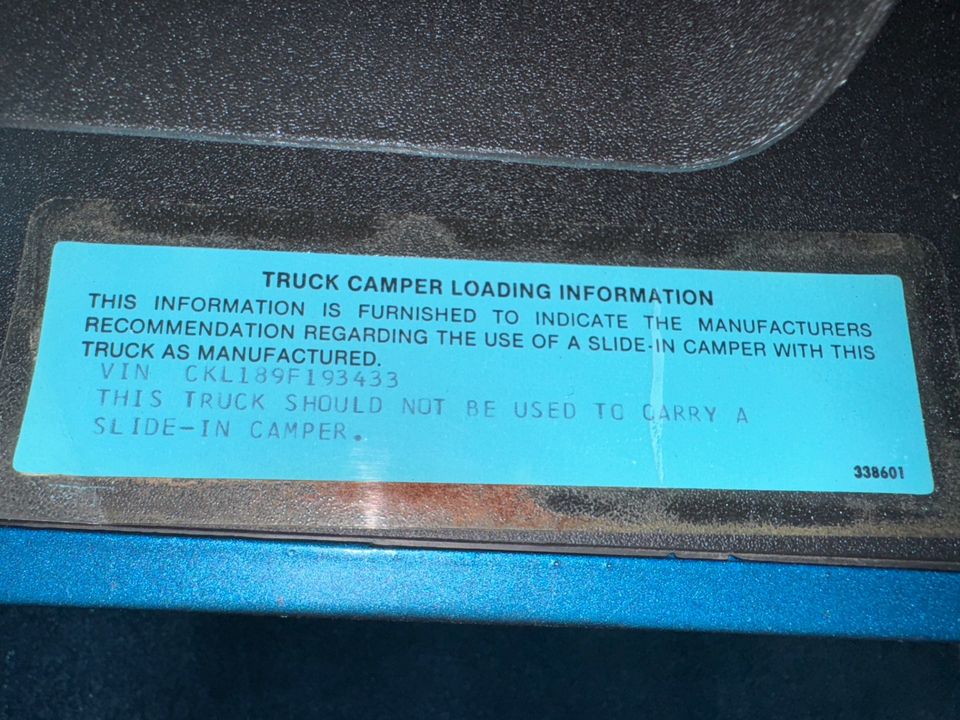 TRUCK CAMPER LOADING INFORMATION
THIS INFORMATION IS FURNISHED TO INDICATE THE MANUFACTURERS
RECOMMENDATION REGARDING THE USE OF A SLIDE-IN CAMPER WITH THIS
TRUCK AS MANUFACTURED.
VIN CKL189F193433
THIS TRUCK SHOULD NOT BE USED TO CARRY A
SLIDE-IN CAMPER.
338601